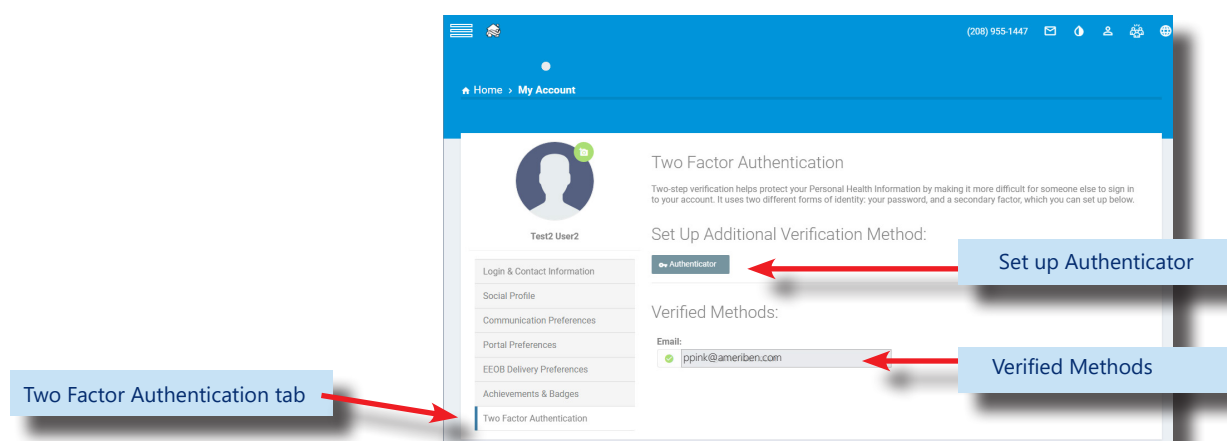 (208) 955-1447
Home › My Account
Two Factor Authentication
Two-step verification helps protect your Personal Health Information by making it more difficult for someone else to sign in
to your account. It uses two different forms of identity: your password, and a secondary factor, which you can set up below.
Test2 User2
Set Up Additional Verification Method:
Authenticator
Set up Authenticator
Login & Contact Information
Social Profile
Communication Preferences
Portal Preferences
EEOB Delivery Preferences
Achievements & Badges
Two Factor Authentication
Verified Methods:
Email:
ppink@ameriben.com
Verified Methods
Two Factor Authentication tab